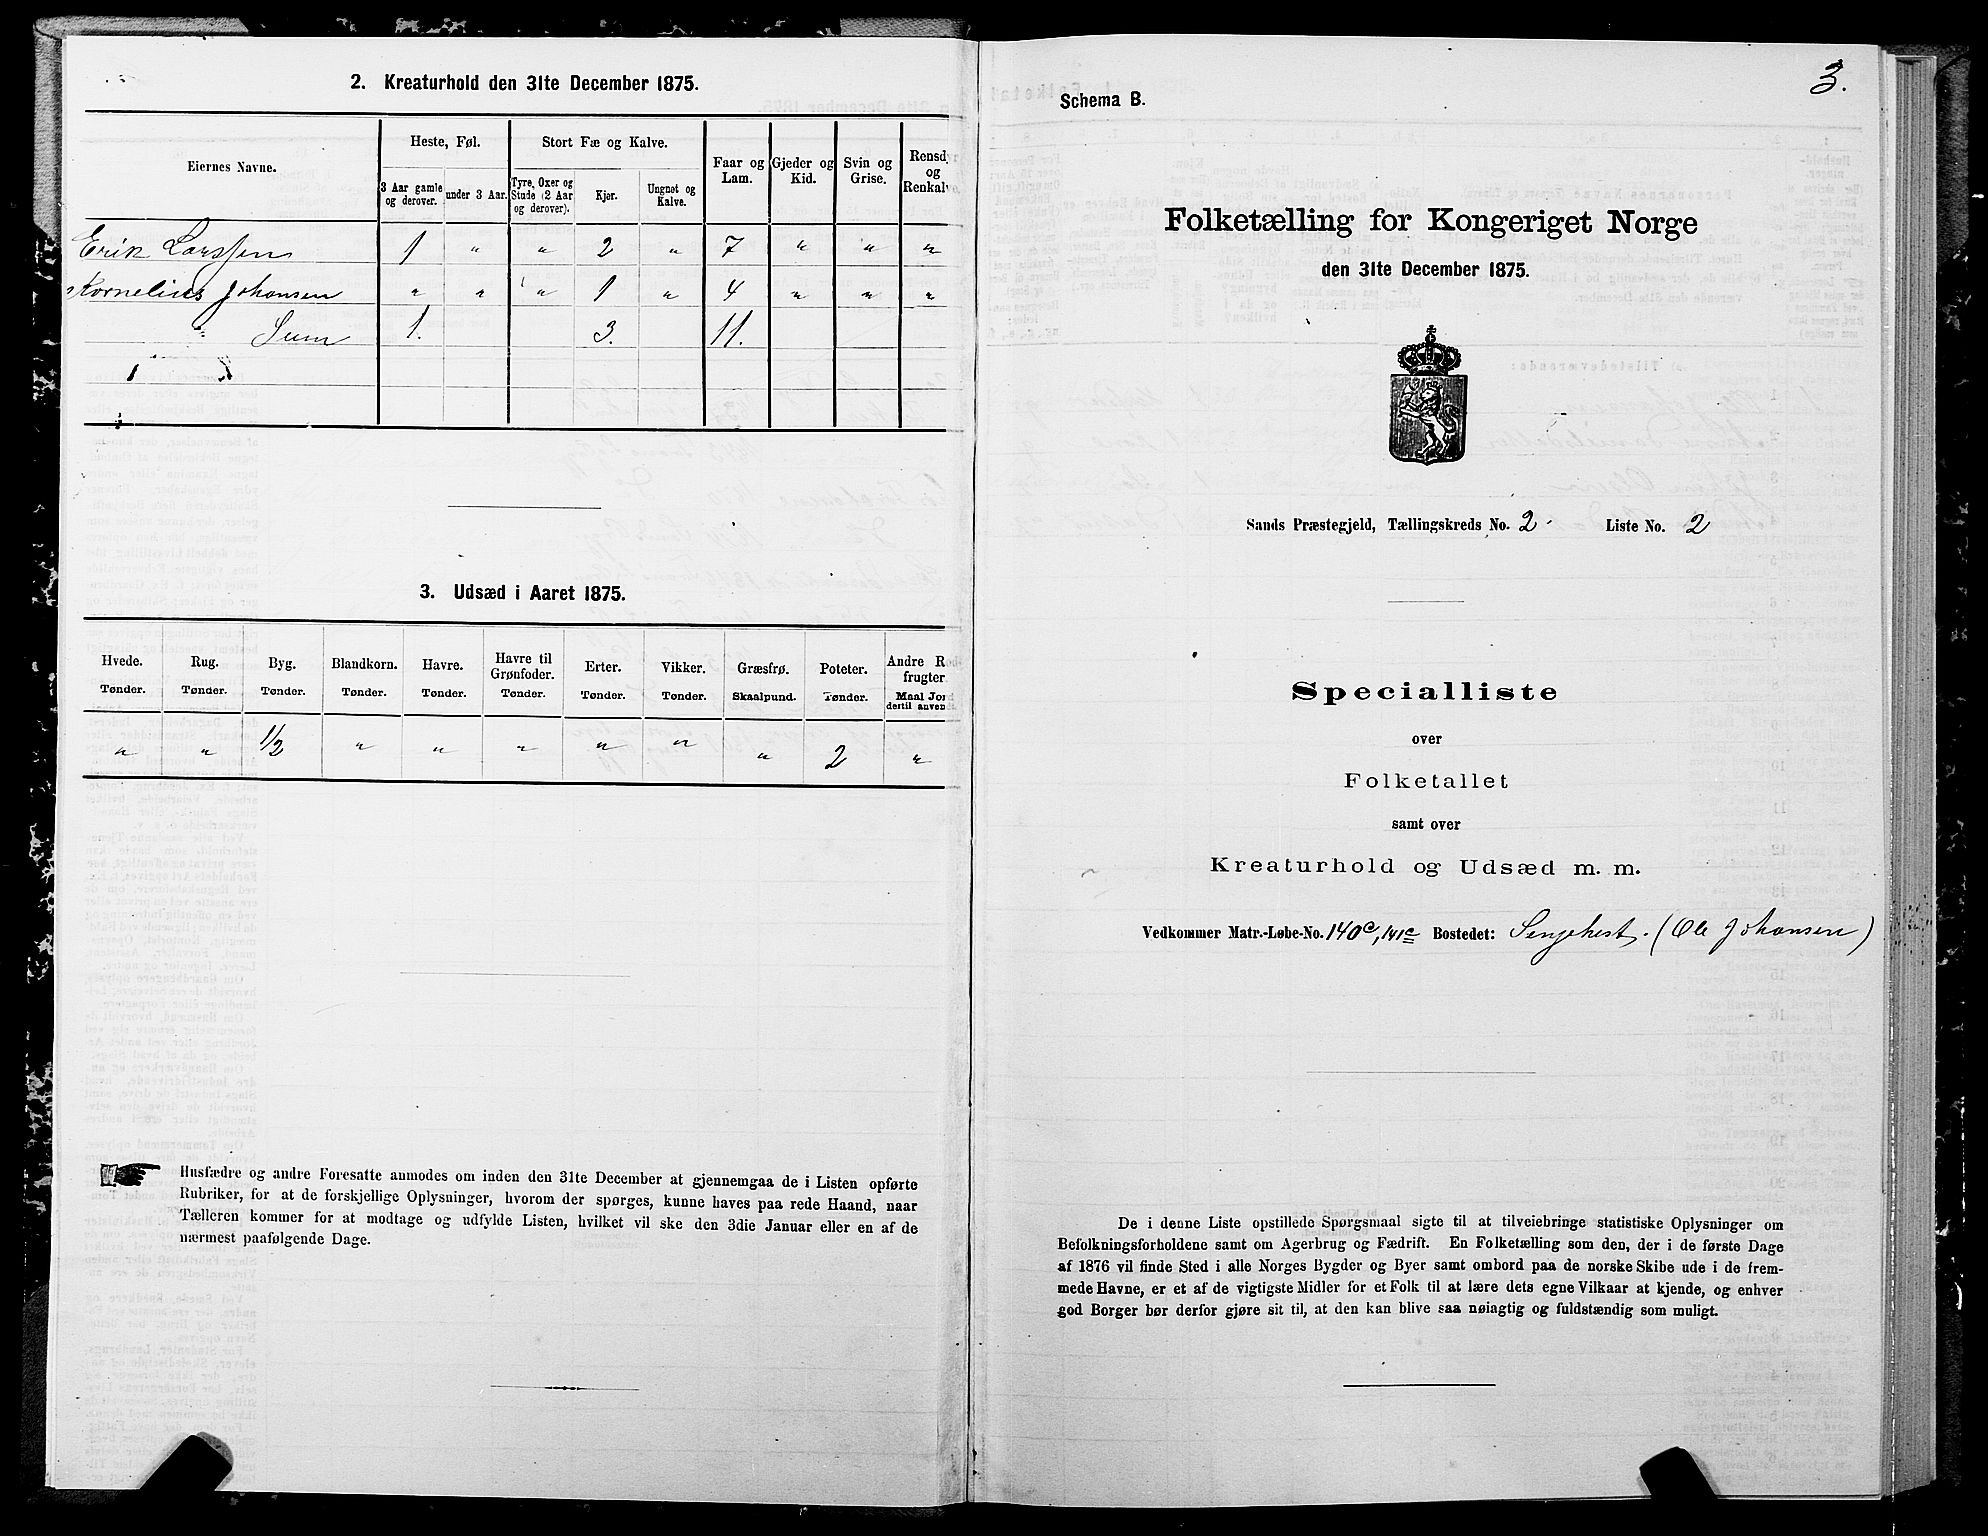 2. Kreaturhold den 31te December 1875.
Eiernes Navne.
Heste, Føl.
Stort Fæ og Kalve.
Faar og Lam.
Gjeder og Kid.
Svin og Grise.
Rensdyr og Renkalve.
3 Aar gamle og derover.
under 3 Aar.
Tyre, Oxer og Stude (2 Aar og derover).
Kjør.
Ungnøt og Kalve.
Erik Larssen 1 " " 2 " 7 " " "
Kornelius Johansen " " " 1 " 4 " " "
Sum 1. 3. 11.
3. Udsæd i Aaret 1875.
Hvede. Rug. Byg. Blandkorn. Havre. Havre til Grønfoder. Erter. Vikker. Græsfrø. Poteter. Andre Rodfrugter
Tønder. Tønder. Tønder. Tønder. Tønder. Tønder. Tønder. Tønder. Skaalpund. Tønder. Maal Jord dertil anvendt.
" " 1/2 " " " " " " 2 "
Husfædre og andre Foresatte anmodes om inden den 31te December at gjennemgaa de i Listen opførte
Rubriker, for at de forskjellige Oplysninger, hvorom der spørges, kunne haves paa rede Haand, naar
Tælleren kommer for at modtage og udfylde Listen, hvilket vil ske den 3die Januar eller en af de
nærmest paafølgende Dage.
3.
Schema B.
Folketælling for Kongeriget Norge
den 31te December 1875.
Sands Præstegjeld, Tællingskreds No. 2. Liste No. 2
Specialliste
over
Folketallet
samt over
Kreaturhold og Udsæd m. m.
Vedkommer Matr.-Løbe-No. 140c, 141c Bostedet: Sengehest. (Ole Johansen)
De i denne Liste opstillede Spørgsmaal sigte til at tilveiebringe statistiske Oplysninger om
Befolkningsforholdene samt om Agerbrug og Fædrift. En Folketælling som den, der i de første Dage
af 1876 vil finde Sted i alle Norges Bygder og Byer samt ombord paa de norske Skibe ude i de frem-
mede Havne, er et af de vigtigste Midler for et Folk til at lære dets egne Vilkaar at kjende, og enhver
god Borger bør derfor gjøre sit til, at den kan blive saa nøiagtig og fuldstændig som muligt.